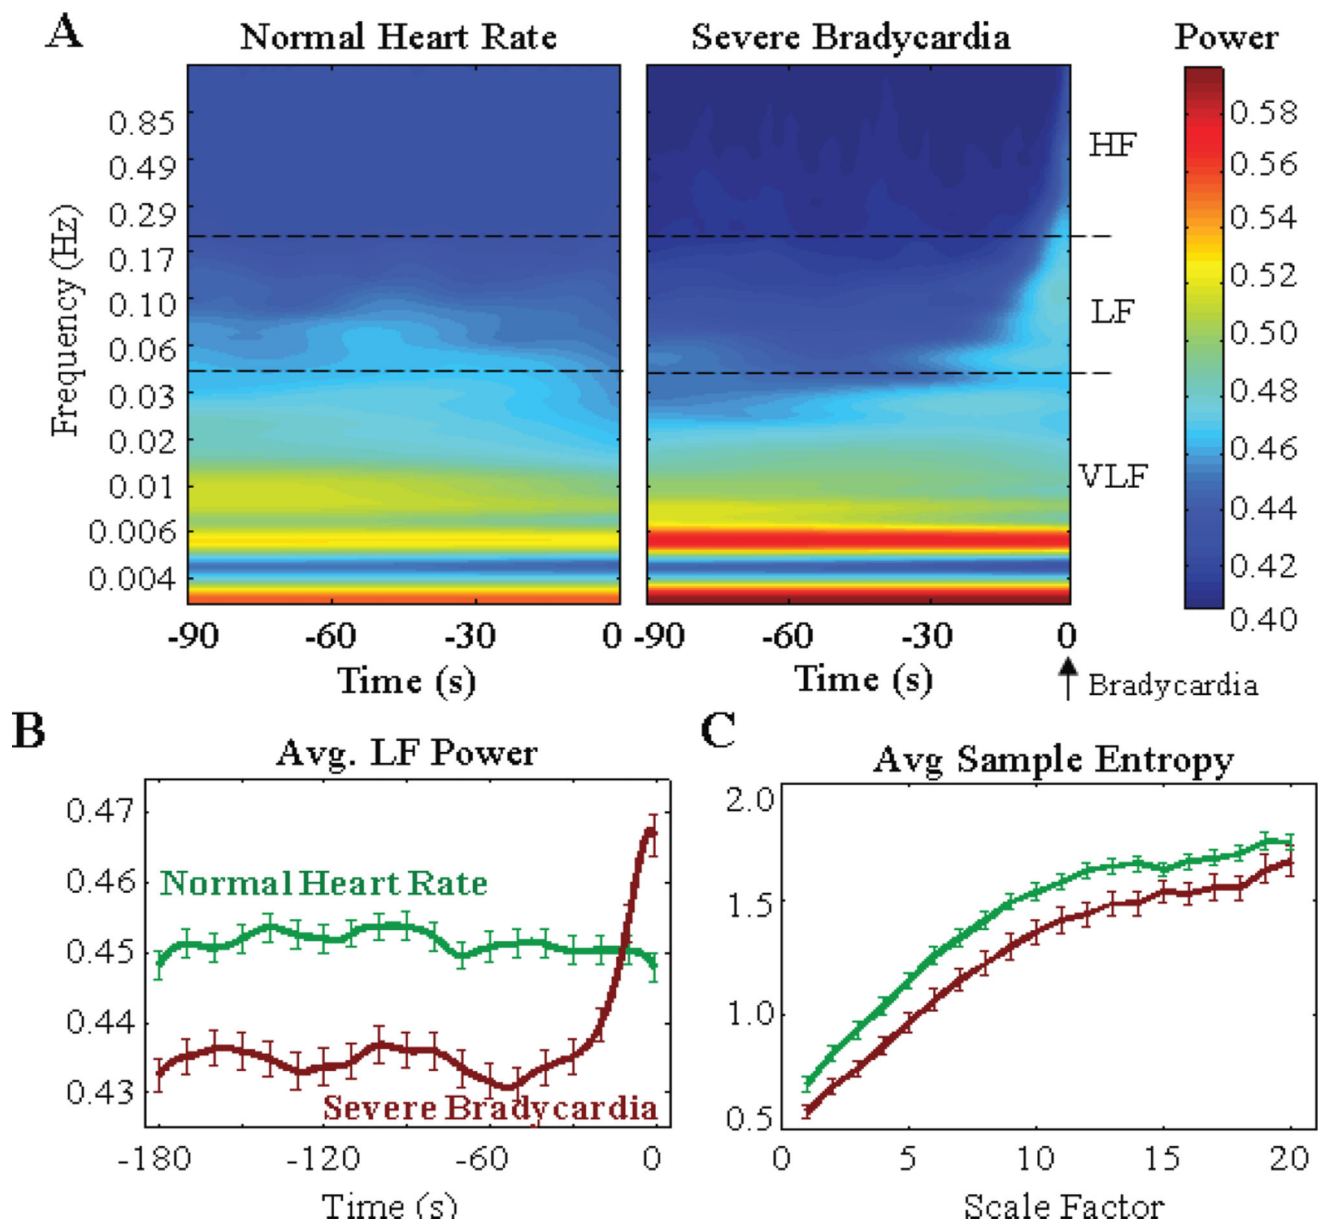 A
Normal Heart Rate
Severe Bradycardia
Power
Frequency (Hz)
0.85
0.49
0.29
0.17
0.10
0.06
0.03
0.02
0.01
0.006
0.004
HF
LF
VLF
0.58
0.56
0.54
0.52
0.50
0.48
0.46
0.44
0.42
0.40
-90 -60 -30 0
-90 -60 -30 0
Time (s)
Time (s)
Bradycardia
B
Avg. LF Power
0.47
0.46
0.45
0.44
0.43
Normal Heart Rate
Severe Bradycardia
-180 -120 -60 0
Time (s)
C
Avg Sample Entropy
2.0
1.5
1.0
0.5
0 5 10 15 20
Scale Factor